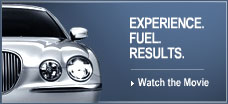 EXPERIENCE.
FUEL.
RESULTS.
Watch the Movie